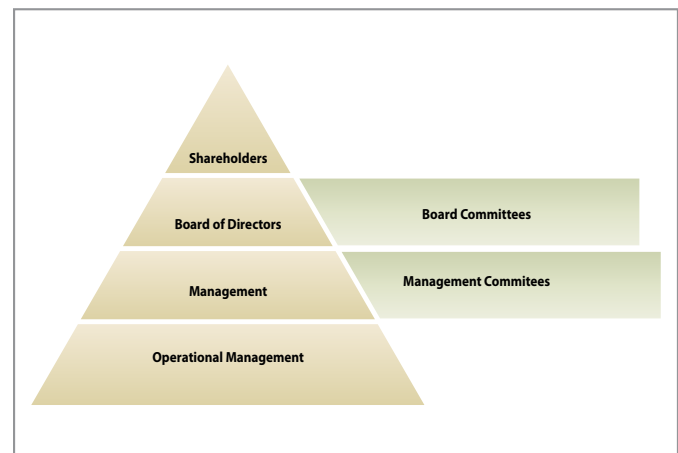 Shareholders
Board of Directors
Board Committees
Management
Management Commitees
Operational Management